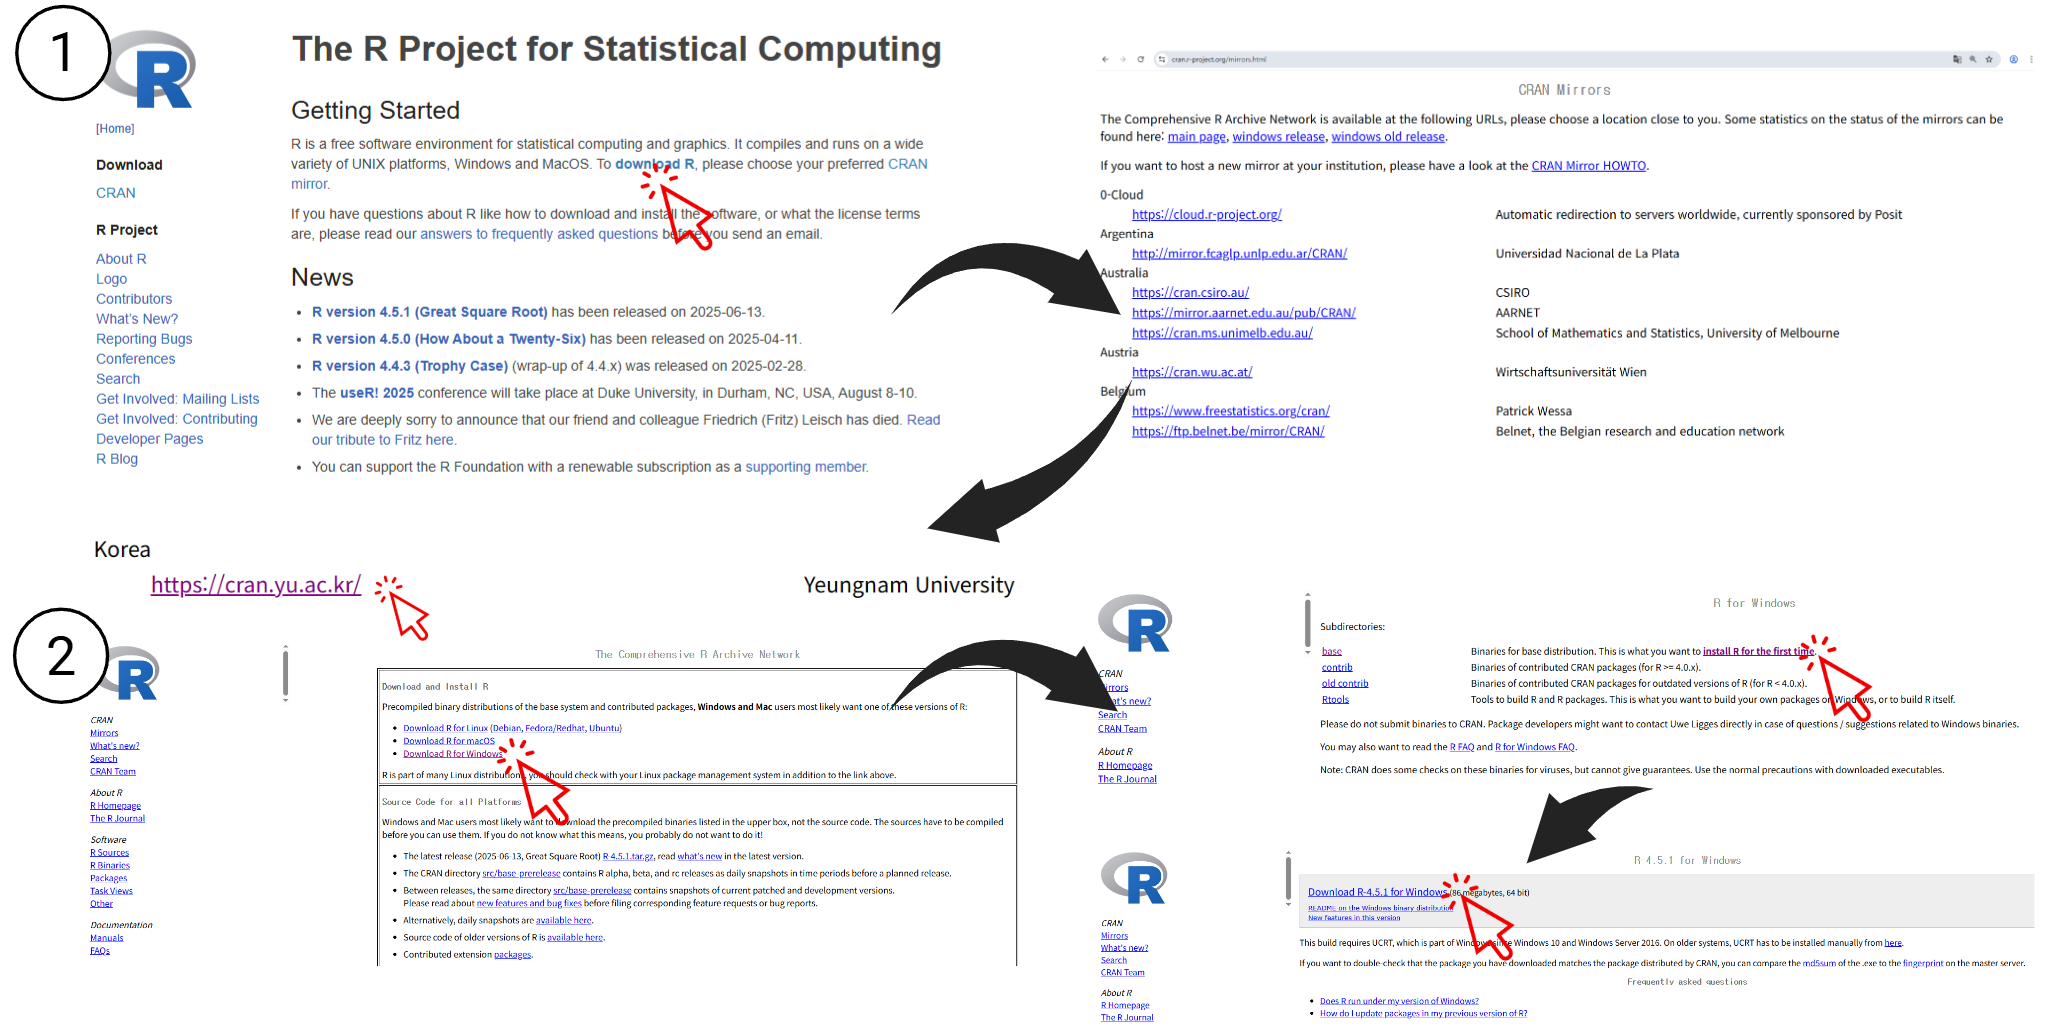 1
R
The R Project for Statistical Computing
[Home]
Download
CRAN
R Project
About R
Logo
Contributors
What's New?
Reporting Bugs
Conferences
Search
Get Involved: Mailing Lists
Get Involved: Contributing
Developer Pages
R Blog
Getting Started
R is a free software environment for statistical computing and graphics. It compiles and runs on a wide
variety of UNIX platforms, Windows and MacOS. To download R, please choose your preferred CRAN
mirror.
If you have questions about R like how to download and install the software, or what the license terms
are, please read our answers to frequently asked questions before you send an email.
News
• R version 4.5.1 (Great Square Root) has been released on 2025-06-13.
• R version 4.5.0 (How About a Twenty-Six) has been released on 2025-04-11.
• R version 4.4.3 (Trophy Case) (wrap-up of 4.4.x) was released on 2025-02-28.
• The useR! 2025 conference will take place at Duke University, in Durham, NC, USA, August 8-10.
• We are deeply sorry to announce that our friend and colleague Friedrich (Fritz) Leisch has died. Read
our tribute to Fritz here.
• You can support the R Foundation with a renewable subscription as a supporting member.
cran.r-project.org/mirrors.html
CRAN Mirrors
The Comprehensive R Archive Network is available at the following URLs, please choose a location close to you. Some statistics on the status of the mirrors can be
found here: main page, windows release, windows old release.
If you want to host a new mirror at your institution, please have a look at the CRAN Mirror HOWTO.
0-Cloud
https://cloud.r-project.org/ Automatic redirection to servers worldwide, currently sponsored by Posit
Argentina
http://mirror.fcaglp.unlp.edu.ar/CRAN/ Universidad Nacional de La Plata
Australia
https://cran.csiro.au/ CSIRO
https://mirror.aarnet.edu.au/pub/CRAN/ AARNET
https://cran.ms.unimelb.edu.au/ School of Mathematics and Statistics, University of Melbourne
Austria
https://cran.wu.ac.at/ Wirtschaftsuniversität Wien
Belgium
https://www.freestatistics.org/cran/ Patrick Wessa
https://ftp.belnet.be/mirror/CRAN/ Belnet, the Belgian research and education network
Korea
https://cran.yu.ac.kr/ Yeungnam University
2
R
CRAN
Mirrors
What's new?
Search
CRAN Team
About R
R Homepage
The R Journal
Software
R Sources
R Binaries
Packages
Task Views
Other
Documentation
Manuals
FAQs
The Comprehensive R Archive Network
Download and Install R
Precompiled binary distributions of the base system and contributed packages, Windows and Mac users most likely want one of these versions of R:
• Download R for Linux (Debian, Fedora/Redhat, Ubuntu)
• Download R for macOS
• Download R for Windows
R is part of many Linux distributions, you should check with your Linux package management system in addition to the link above.
Source Code for all Platforms
Windows and Mac users most likely want to download the precompiled binaries listed in the upper box, not the source code. The sources have to be compiled
before you can use them. If you do not know what this means, you probably do not want to do it!
• The latest release (2025-06-13, Great Square Root) R-4.5.1.tar.gz, read what's new in the latest version.
• The CRAN directory src/base-prerelease contains R alpha, beta, and rc releases as daily snapshots in time periods before a planned release.
• Between releases, the same directory src/base-prerelease contains snapshots of current patched and development versions.
Please read about new features and bug fixes before filing corresponding feature requests or bug reports.
• Alternatively, daily snapshots are available here.
• Source code of older versions of R is available here.
• Contributed extension packages.
R
CRAN
Mirrors
What's new?
Search
CRAN Team
About R
R Homepage
The R Journal
R for Windows
Subdirectories:
base Binaries for base distribution. This is what you want to install R for the first time.
contrib Binaries of contributed CRAN packages (for R >= 4.0.x).
old contrib Binaries of contributed CRAN packages for outdated versions of R (for R < 4.0.x).
Rtools Tools to build R and R packages. This is what you want to build your own packages on Windows, or to build R itself.
Please do not submit binaries to CRAN. Package developers might want to contact Uwe Ligges directly in case of questions / suggestions related to Windows binaries.
You may also want to read the R FAQ and R for Windows FAQ.
Note: CRAN does some checks on these binaries for viruses, but cannot give guarantees. Use the normal precautions with downloaded executables.
R
CRAN
Mirrors
What's new?
Search
CRAN Team
About R
R Homepage
The R Journal
R-4.5.1 for Windows
Download R-4.5.1 for Windows (86 megabytes, 64 bit)
README on the Windows binary distribution
New features in this version
This build requires UCRT, which is part of Windows since Windows 10 and Windows Server 2016. On older systems, UCRT has to be installed manually from here.
If you want to double-check that the package you have downloaded matches the package distributed by CRAN, you can compare the md5sum of the .exe to the fingerprint on the master server.
Frequently asked questions
• Does R run under my version of Windows?
• How do I update packages in my previous version of R?